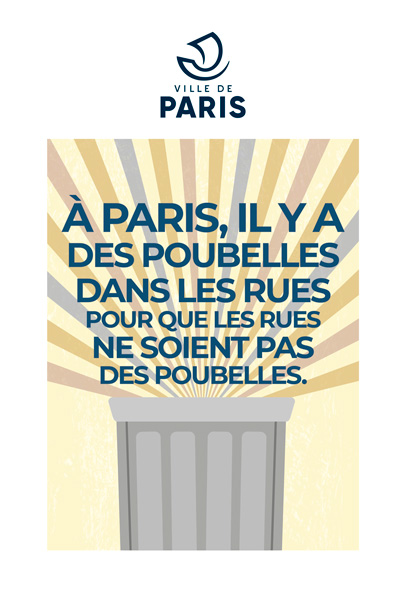 VILLE DE
PARIS
À PARIS, IL Y A
DES POUBELLES
DANS LES RUES
POUR QUE LES RUES
NE SOIENT PAS
DES POUBELLES.